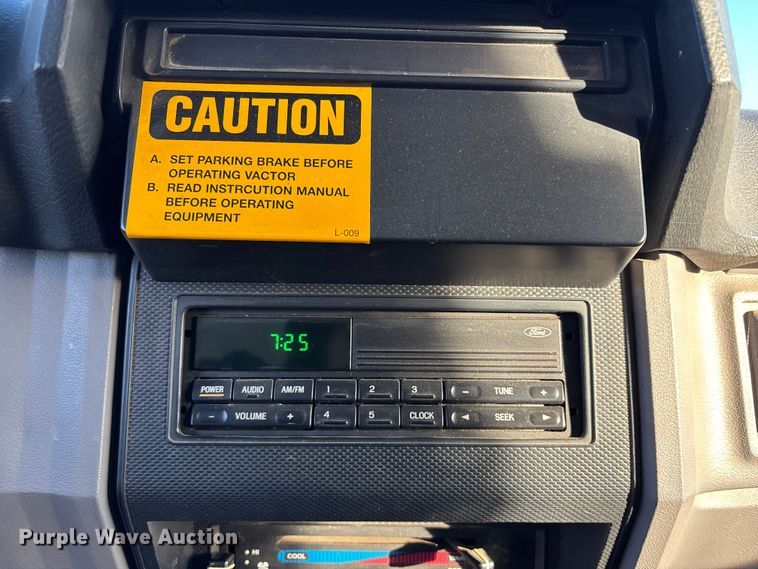 CAUTION
A. SET PARKING BRAKE BEFORE
OPERATING VACTOR
B. READ INSTRCUTION MANUAL
BEFORE OPERATING
EQUIPMENT
L-009
7:25
Ford
POWER AUDIO AM/FM 1 2 3 - TUNE +
- VOLUME + 4 5 CLOCK ◄ SEEK ►
Purple Wave Auction
HI
COOL